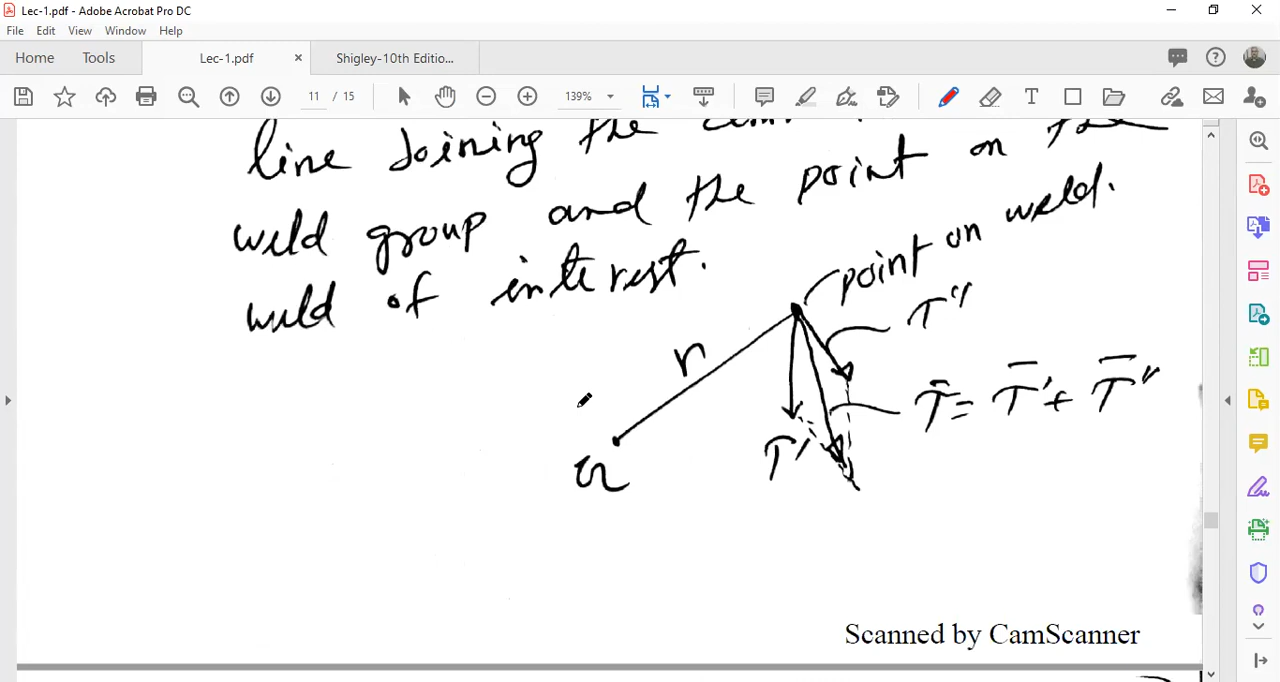 Lec-1.pdf - Adobe Acrobat Pro DC
File Edit View Window Help
Home Tools Lec-1.pdf × Shigley-10th Editio...
11 / 15 139%
line Joining the
weld group and the point on the
weld of interest.
point on weld.
r
τ"
τ̄ = τ̄' + τ̄"
τ'
G
Scanned by CamScanner